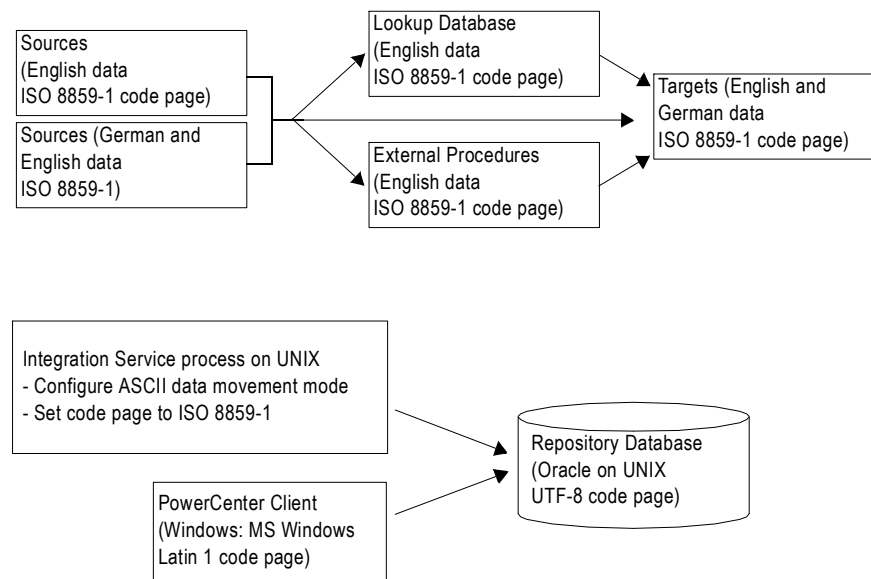 Sources
(English data
ISO 8859-1 code page)
Sources (German and
English data
ISO 8859-1)
Lookup Database
(English data
ISO 8859-1 code page)
External Procedures
(English data
ISO 8859-1 code page)
Targets (English and
German data
ISO 8859-1 code page)
Integration Service process on UNIX
- Configure ASCII data movement mode
- Set code page to ISO 8859-1
PowerCenter Client
(Windows: MS Windows
Latin 1 code page)
Repository Database
(Oracle on UNIX
UTF-8 code page)